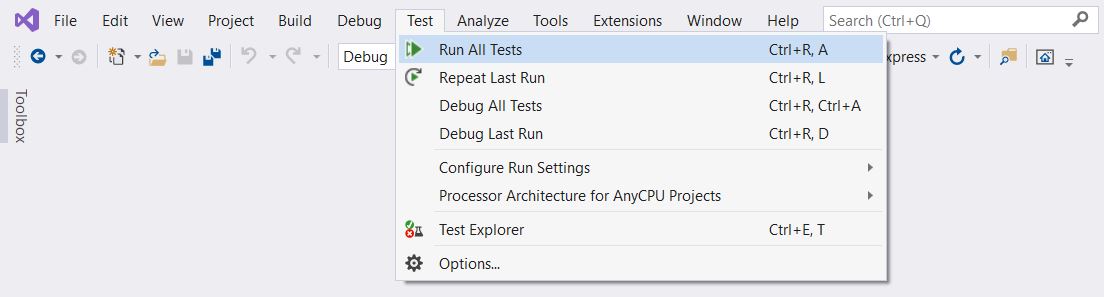 File Edit View Project Build Debug Test Analyze Tools Extensions Window Help Search (Ctrl+Q)
Debug
Run All Tests Ctrl+R, A
xpress
Repeat Last Run Ctrl+R, L
Debug All Tests Ctrl+R, Ctrl+A
Debug Last Run Ctrl+R, D
Configure Run Settings
Processor Architecture for AnyCPU Projects
Test Explorer Ctrl+E, T
Options...
Toolbox